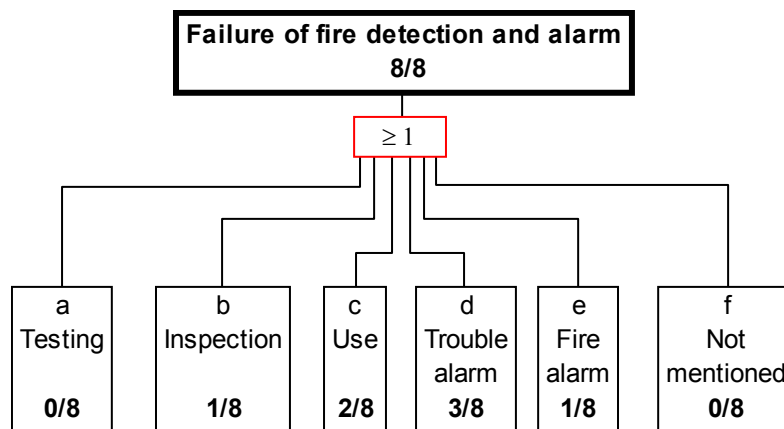 Failure of fire detection and alarm
8/8
≥ 1
a
Testing
0/8
b
Inspection
1/8
c
Use
2/8
d
Trouble
alarm
3/8
e
Fire
alarm
1/8
f
Not
mentioned
0/8